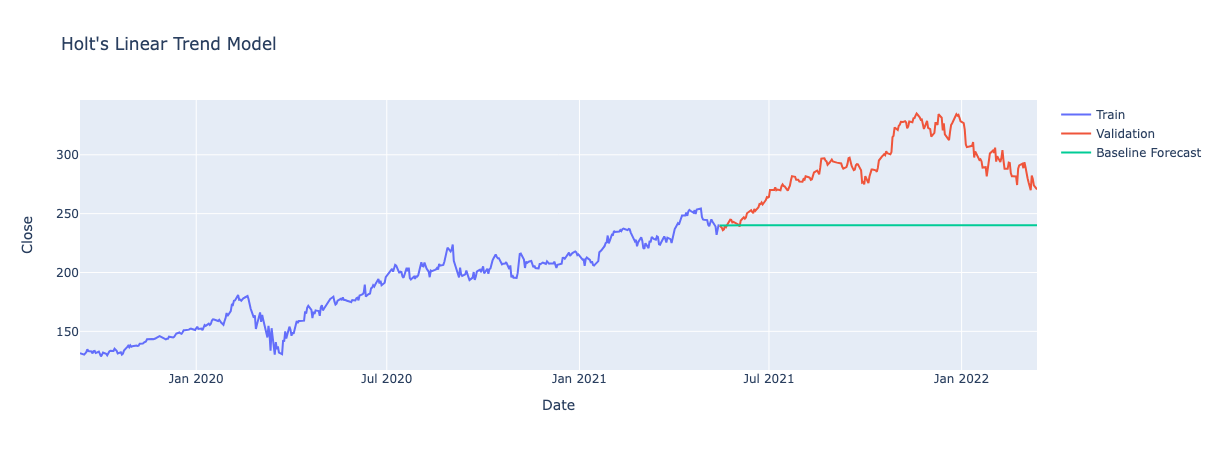 Holt's Linear Trend Model
Train
Validation
Baseline Forecast
Close
300
250
200
150
Jan 2020
Jul 2020
Jan 2021
Jul 2021
Jan 2022
Date